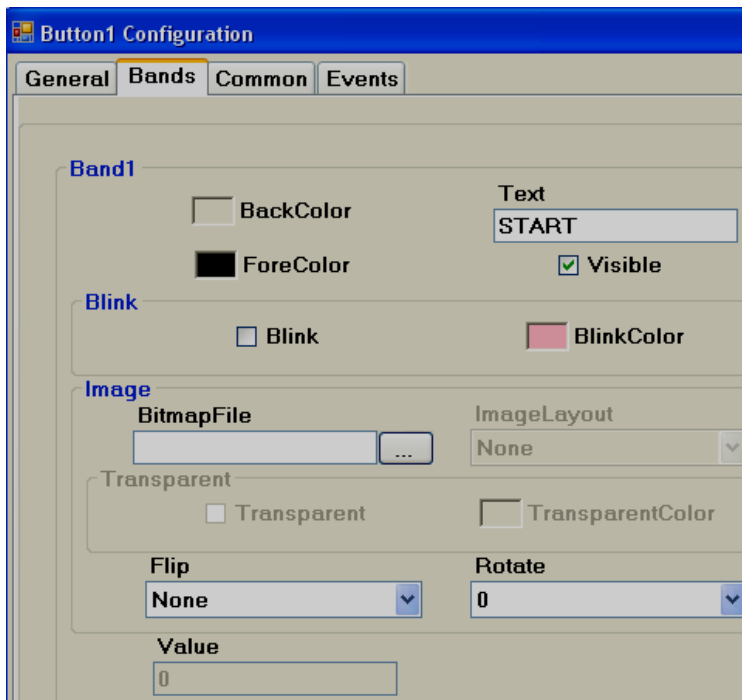 Button1 Configuration
General Bands Common Events
Band1
BackColor
Text
START
ForeColor
Visible
Blink
Blink
BlinkColor
Image
BitmapFile
ImageLayout
...
None
Transparent
Transparent
TransparentColor
Flip
Rotate
None
0
Value
0